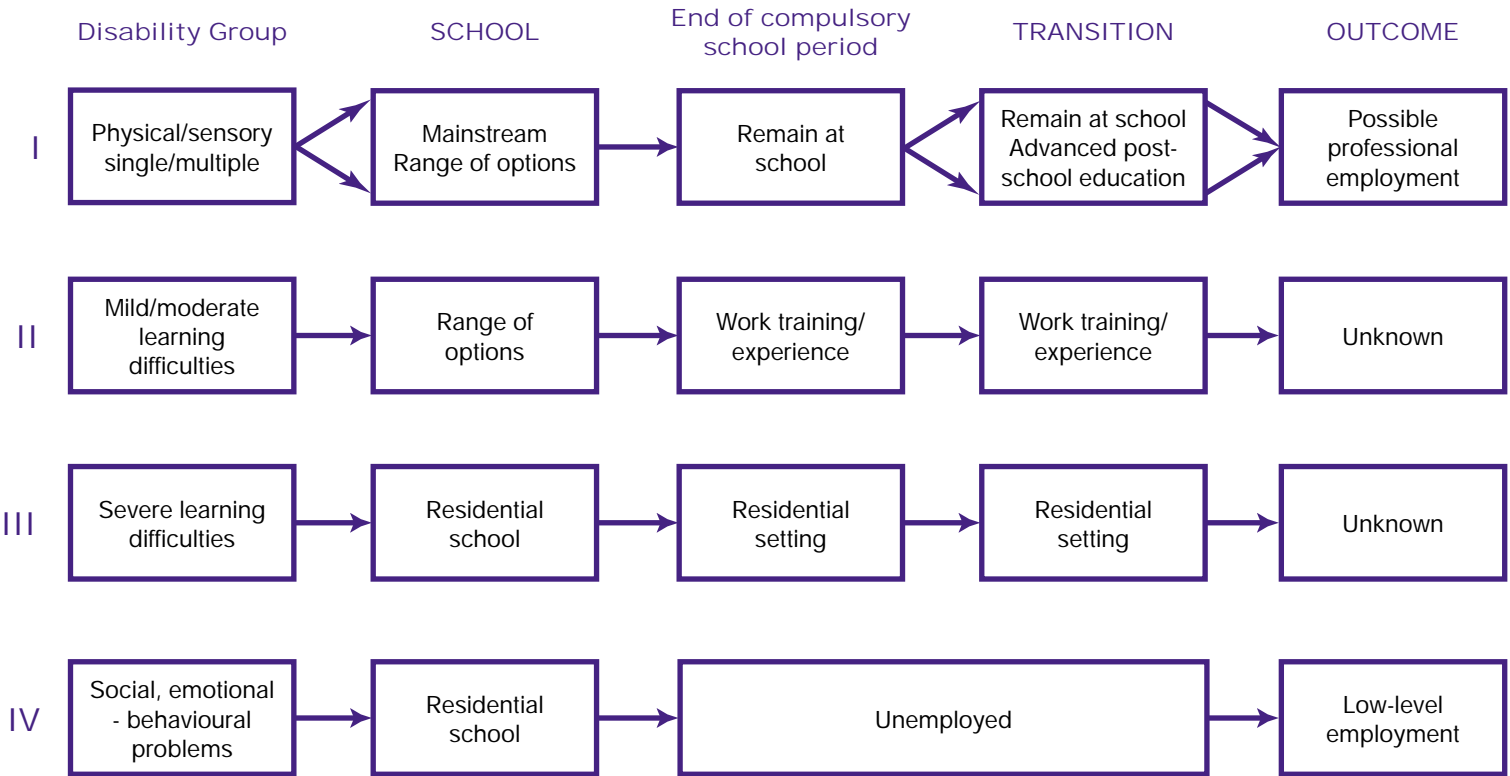 Disability Group
SCHOOL
End of compulsory
school period
TRANSITION
OUTCOME
I
Physical/sensory
single/multiple
Mainstream
Range of options
Remain at
school
Remain at school
Advanced post-
school education
Possible
professional
employment
II
Mild/moderate
learning
difficulties
Range of
options
Work training/
experience
Work training/
experience
Unknown
III
Severe learning
difficulties
Residential
school
Residential
setting
Residential
setting
Unknown
IV
Social, emotional
- behavioural
problems
Residential
school
Unemployed
Low-level
employment